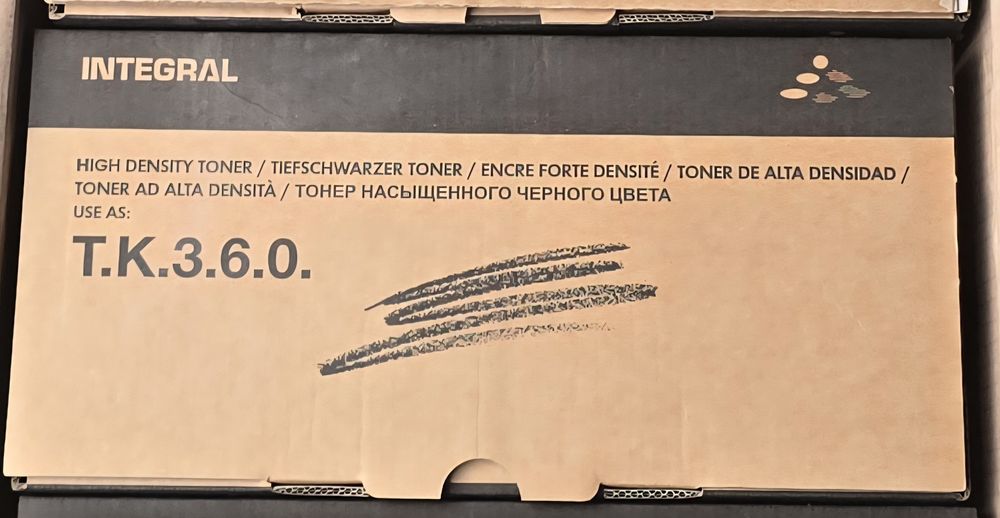 INTEGRAL
HIGH DENSITY TONER / TIEFSCHWARZER TONER / ENCRE FORTE DENSITÉ / TONER DE ALTA DENSIDAD /
TONER AD ALTA DENSITÀ / ТОНЕР НАСЫЩЕННОГО ЧЕРНОГО ЦВЕТА
USE AS:
T.K.3.6.0.